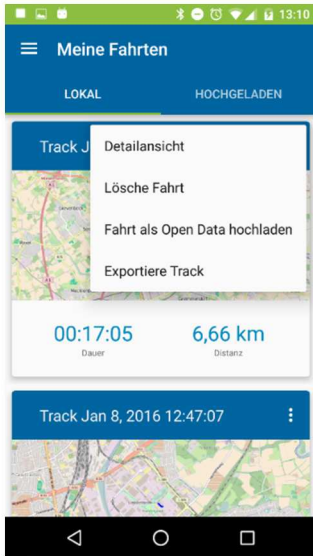 13:10
Meine Fahrten
LOKAL
HOCHGELADEN
Track J
Detailansicht
Lösche Fahrt
Fahrt als Open Data hochladen
Exportiere Track
00:17:05
6,66 km
Dauer
Distanz
Track Jan 8, 2016 12:47:07